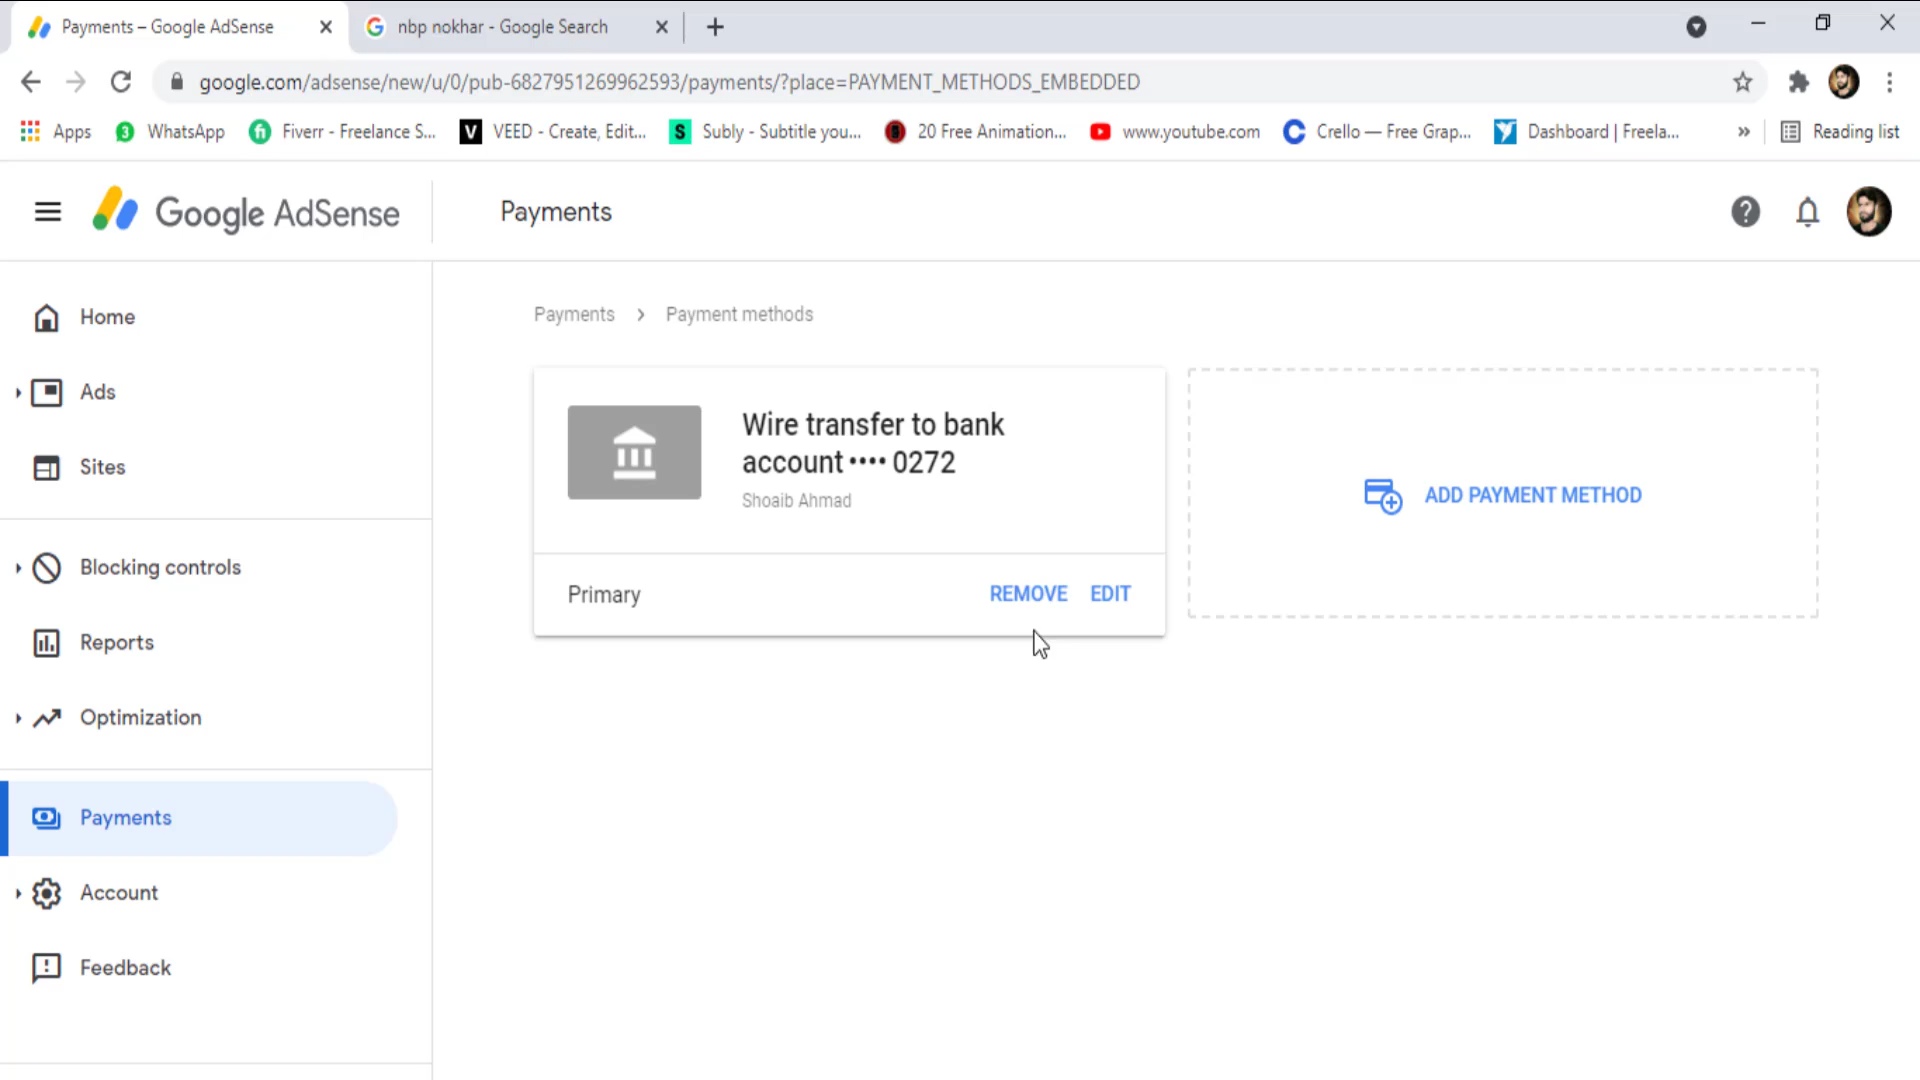 Payments – Google AdSense
nbp nokhar - Google Search
google.com/adsense/new/u/0/pub-6827951269962593/payments/?place=PAYMENT_METHODS_EMBEDDED
Apps
3
WhatsApp
fi
Fiverr - Freelance S...
V
VEED - Create, Edit...
S
Subly - Subtitle you...
20 Free Animation...
www.youtube.com
C
Crello — Free Grap...
Dashboard | Freela...
»
Reading list
Google AdSense
Payments
Home
Ads
Sites
Blocking controls
Reports
Optimization
Payments
Account
Feedback
Payments > Payment methods
Wire transfer to bank
account •••• 0272
Shoaib Ahmad
Primary
REMOVE EDIT
ADD PAYMENT METHOD